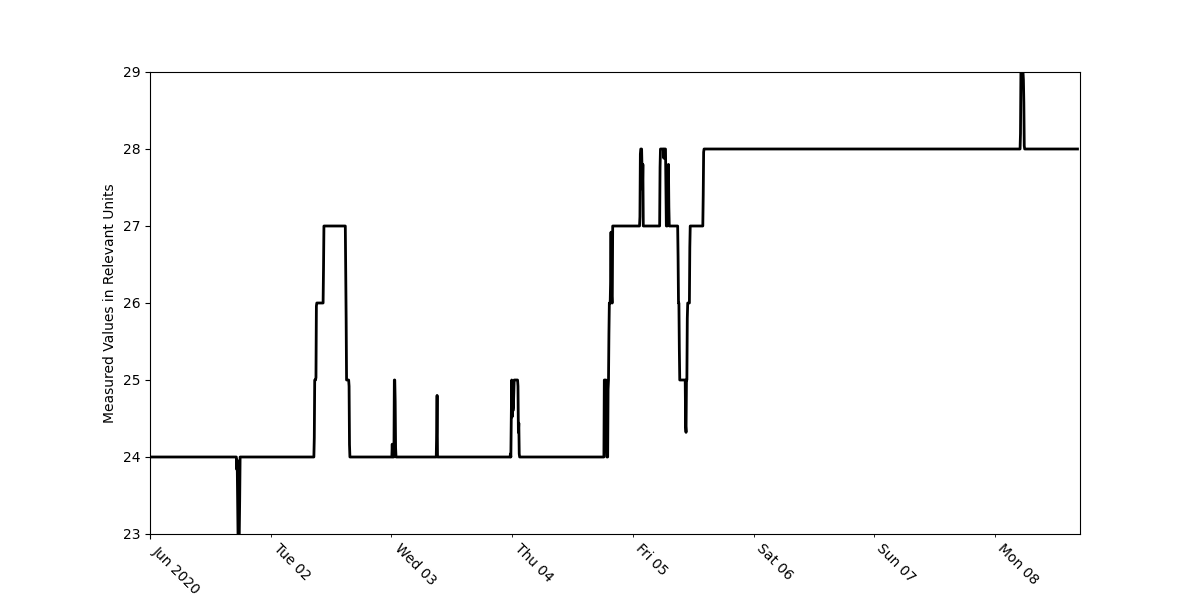 29
28
27
26
25
24
23
Measured Values in Relevant Units
Jun 2020
Tue 02
Wed 03
Thu 04
Fri 05
Sat 06
Sun 07
Mon 08